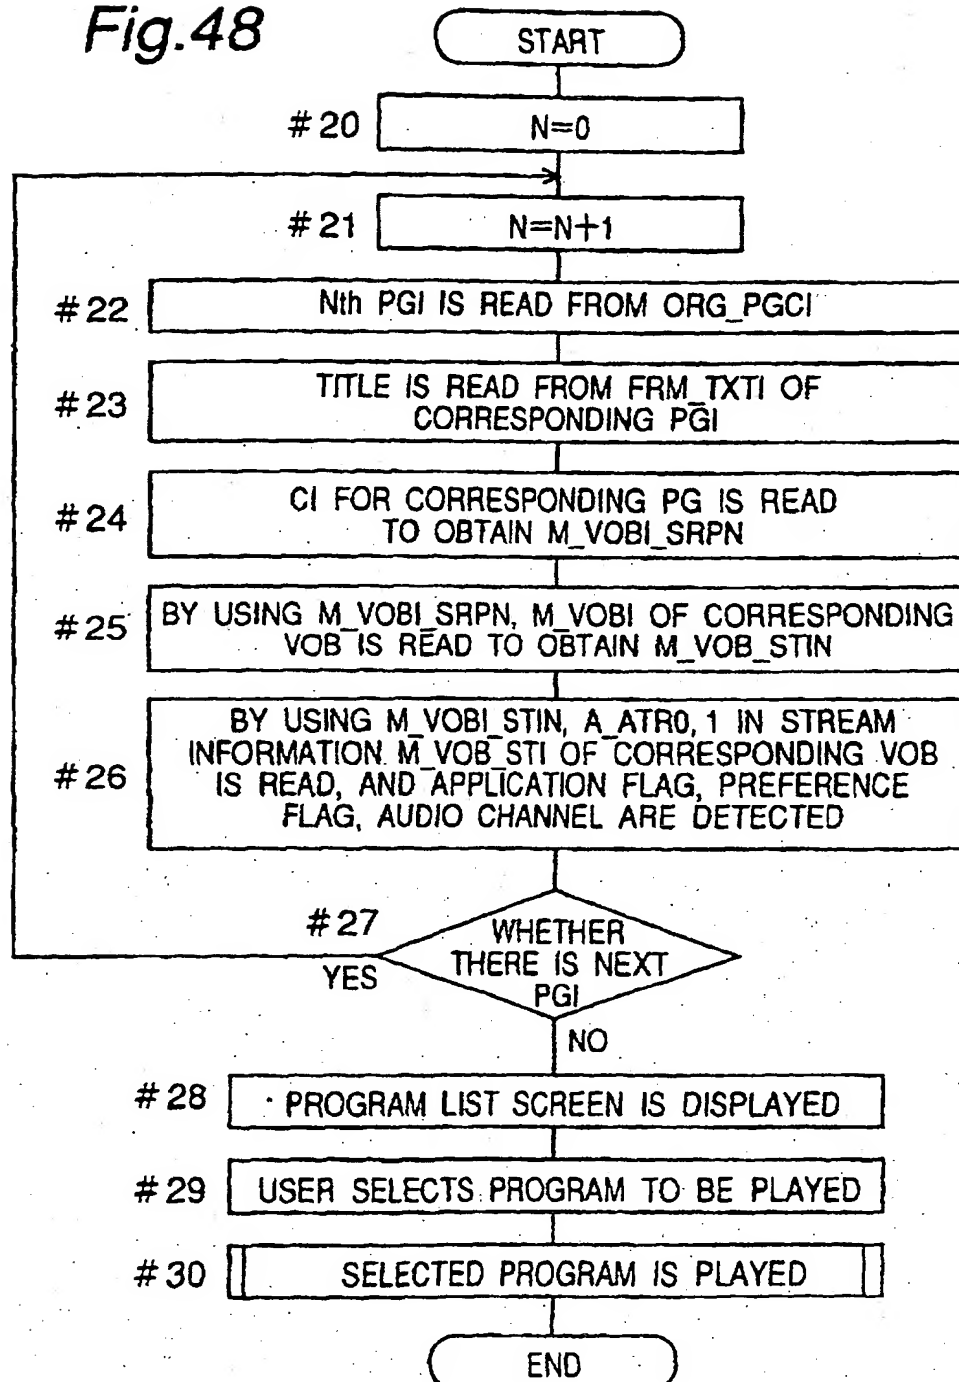 Fig.48
START
#20
N=0
#21
N=N+1
#22
Nth PGI IS READ FROM ORG_PGCI
#23
TITLE IS READ FROM FRM_TXTI OF
CORRESPONDING PGI
#24
CI FOR CORRESPONDING PG IS READ
TO OBTAIN M_VOBI_SRPN
#25
BY USING M_VOBI_SRPN, M_VOBI OF CORRESPONDING
VOB IS READ TO OBTAIN M_VOB_STIN
#26
BY USING M_VOBI_STIN, A_ATR0, 1 IN STREAM
INFORMATION M_VOB_STI OF CORRESPONDING VOB
IS READ, AND APPLICATION FLAG, PREFERENCE
FLAG, AUDIO CHANNEL ARE DETECTED
#27
WHETHER
THERE IS NEXT
PGI
YES
NO
#28
PROGRAM LIST SCREEN IS DISPLAYED
#29
USER SELECTS PROGRAM TO BE PLAYED
#30
SELECTED PROGRAM IS PLAYED
END